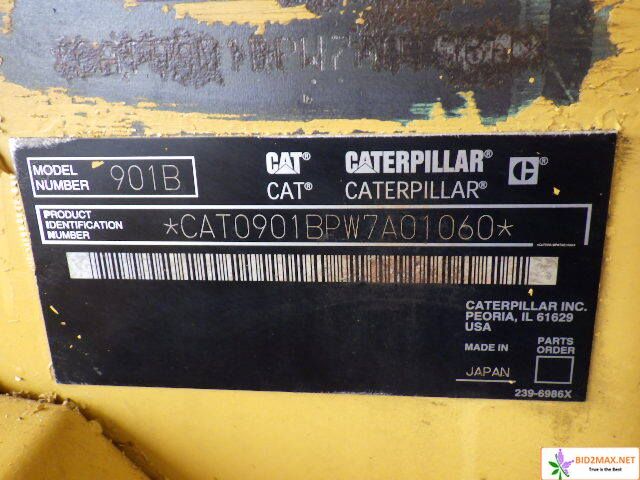 MODEL NUMBER 901B
CAT® CATERPILLAR® C®
CAT® CATERPILLAR®
PRODUCT IDENTIFICATION NUMBER *CAT0901BPW7A01060*
CATERPILLAR INC.
PEORIA, IL 61629
USA
MADE IN
JAPAN
PARTS ORDER
239-6986X
BID2MAX.NET
True is the Best